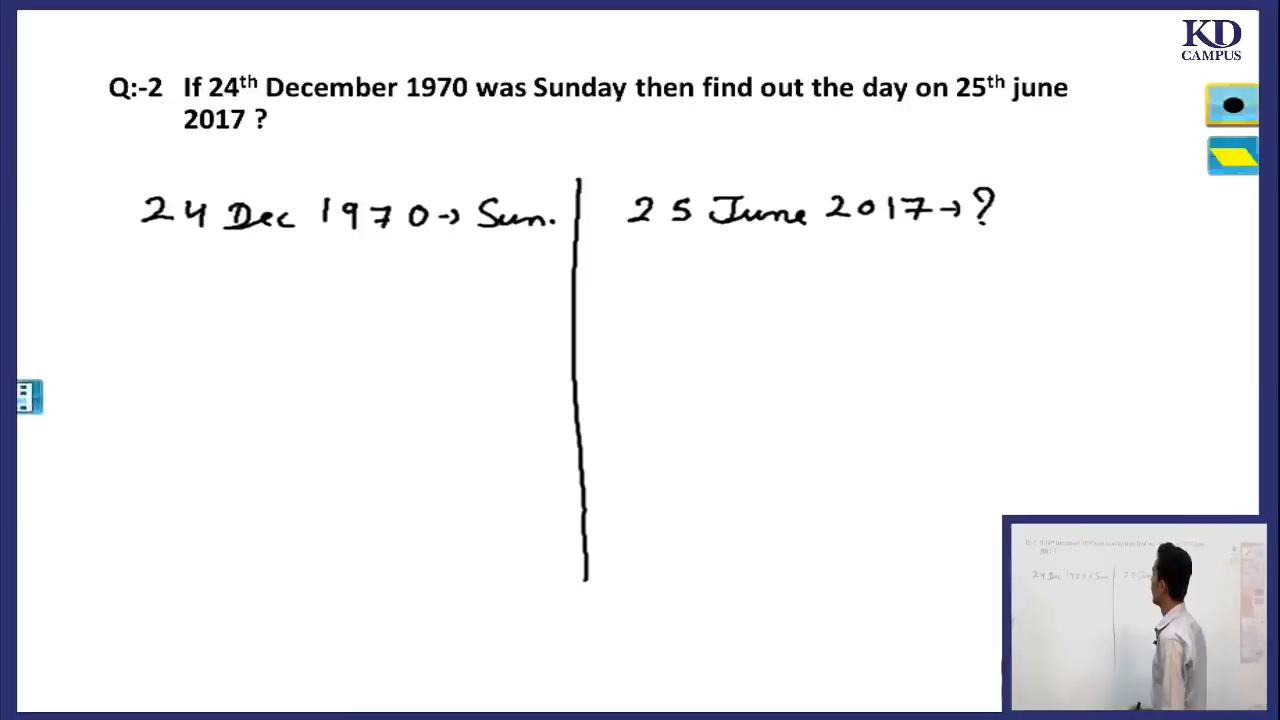 KD
CAMPUS
Q:-2 If 24th December 1970 was Sunday then find out the day on 25th june
2017 ?
24 Dec 1970→ Sun.
25 June 2017→ ?